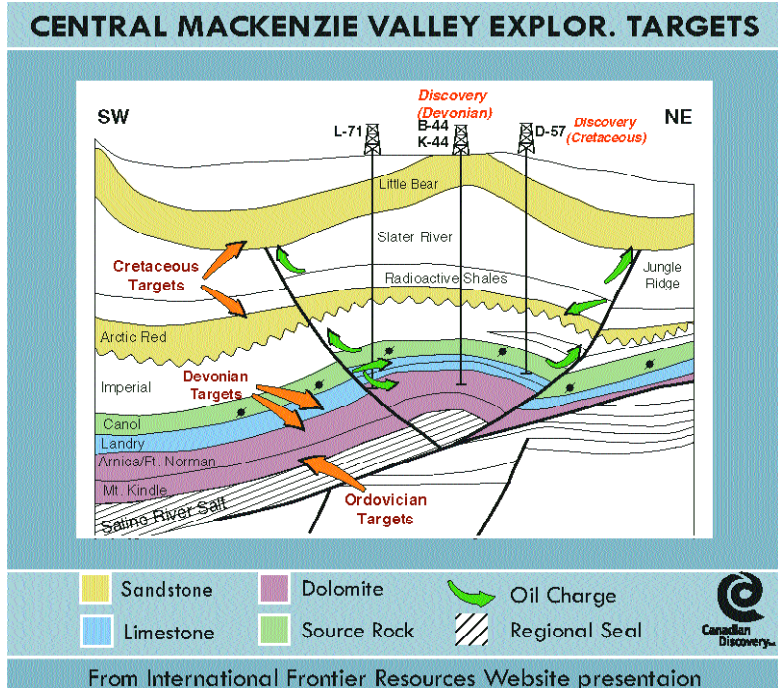 CENTRAL MACKENZIE VALLEY EXPLOR. TARGETS
SW
NE
Discovery
(Devonian)
L-71
B-44
K-44
D-57
Discovery
(Cretaceous)
Little Bear
Slater River
Cretaceous
Targets
Radioactive Shales
Jungle
Ridge
Arctic Red
Imperial
Devonian
Targets
Canol
Landry
Arnica/Ft. Norman
Mt. Kindle
Ordovician
Targets
Saline River Salt
Sandstone
Dolomite
Oil Charge
Limestone
Source Rock
Regional Seal
Canadian
Discovery
From International Frontier Resources Website presentaion